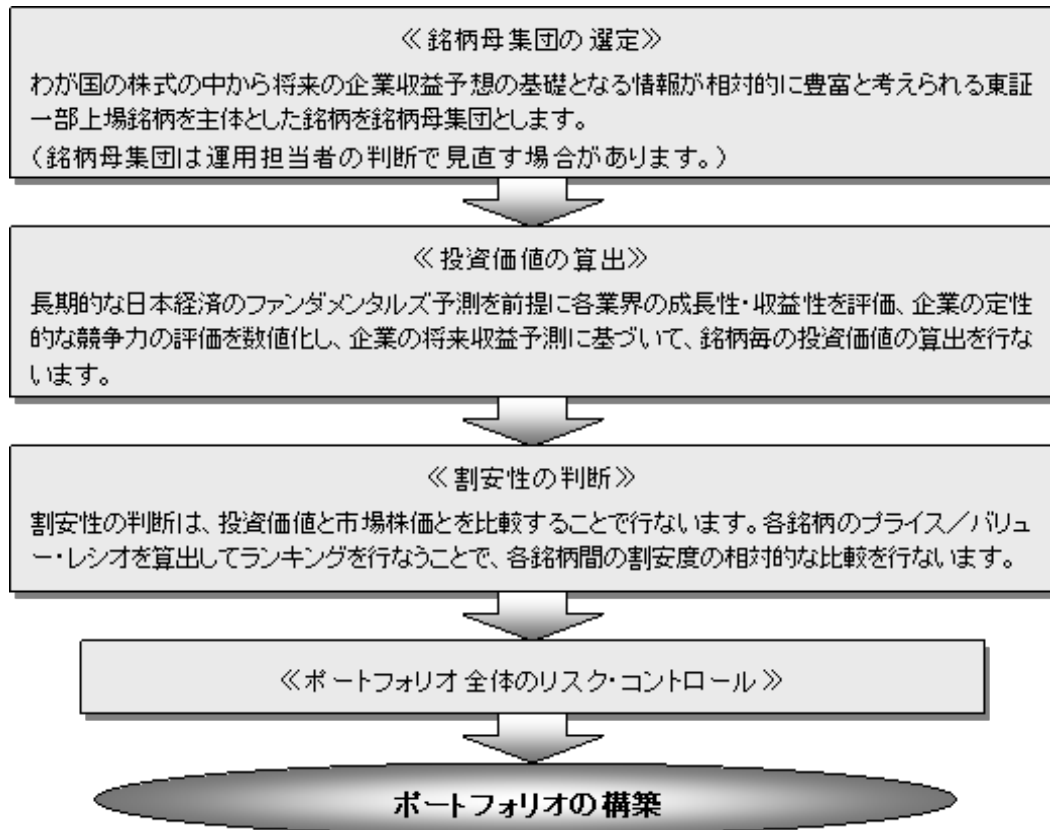 ≪銘柄母集団の選定≫
わが国の株式の中から将来の企業収益予想の基礎となる情報が相対的に豊富と考えられる東証
一部上場銘柄を主体とした銘柄を銘柄母集団とします。
（銘柄母集団は運用担当者の判断で見直す場合があります。）
≪投資価値の算出≫
長期的な日本経済のファンダメンタルズ予測を前提に各業界の成長性・収益性を評価、企業の定性
的な競争力の評価を数値化し、企業の将来収益予測に基づいて、銘柄毎の投資価値の算出を行な
います。
≪割安性の判断≫
割安性の判断は、投資価値と市場株価とを比較することで行ないます。各銘柄のプライス／バリュ
ー・レシオを算出してランキングを行なうことで、各銘柄間の割安度の相対的な比較を行ないます。
≪ポートフォリオ全体のリスク・コントロール≫
ポートフォリオの構築